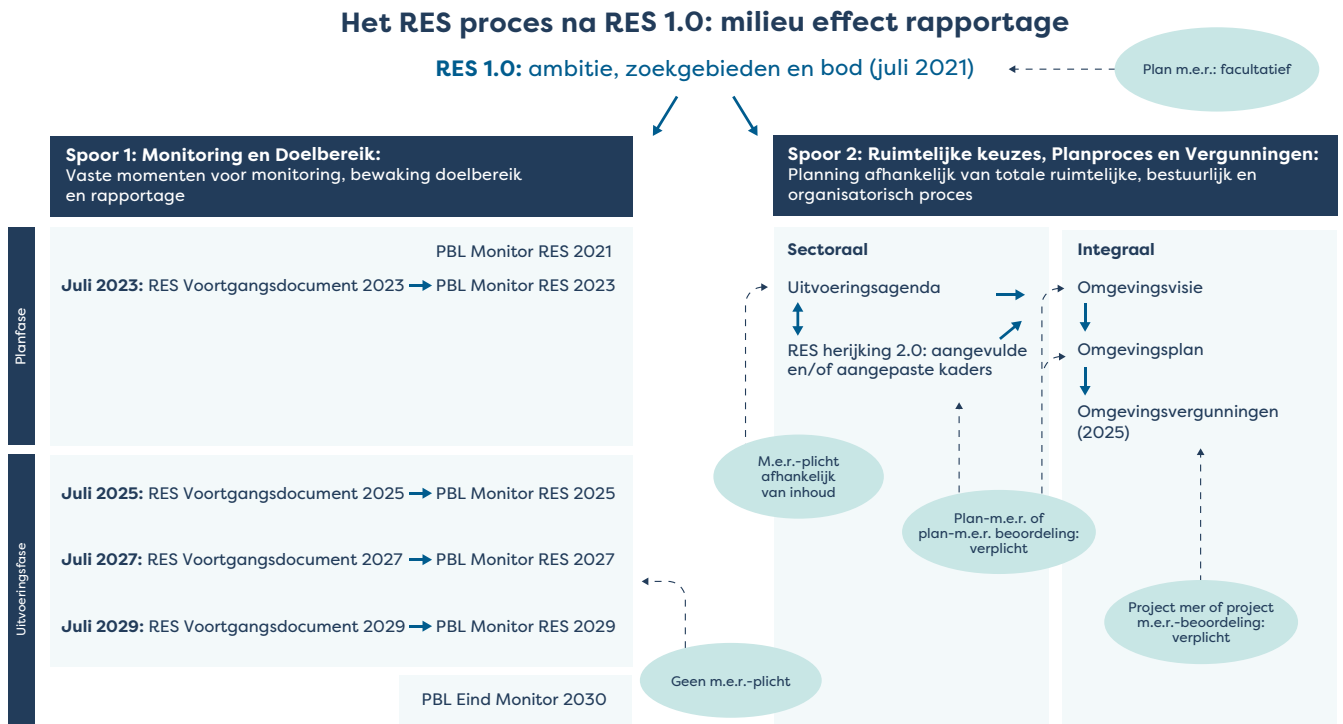 Het RES proces na RES 1.0: milieu effect rapportage
RES 1.0: ambitie, zoekgebieden en bod (juli 2021)
Plan m.e.r.: facultatief
Spoor 1: Monitoring en Doelbereik:
Vaste momenten voor monitoring, bewaking doelbereik
en rapportage
Spoor 2: Ruimtelijke keuzes, Planproces en Vergunningen:
Planning afhankelijk van totale ruimtelijke, bestuurlijk en
organisatorisch proces
Planfase
PBL Monitor RES 2021
Juli 2023: RES Voortgangsdocument 2023 PBL Monitor RES 2023
Uitvoeringsfase
Juli 2025: RES Voortgangsdocument 2025 PBL Monitor RES 2025
Juli 2027: RES Voortgangsdocument 2027 PBL Monitor RES 2027
Juli 2029: RES Voortgangsdocument 2029 PBL Monitor RES 2029
PBL Eind Monitor 2030
Geen m.e.r.-plicht
Sectoraal
Uitvoeringsagenda
RES herijking 2.0: aangevulde
en/of aangepaste kaders
M.e.r.-plicht
afhankelijk
van inhoud
Plan-m.e.r. of
plan-m.e.r. beoordeling:
verplicht
Integraal
Omgevingsvisie
Omgevingsplan
Omgevingsvergunningen
(2025)
Project mer of project
m.e.r.-beoordeling:
verplicht